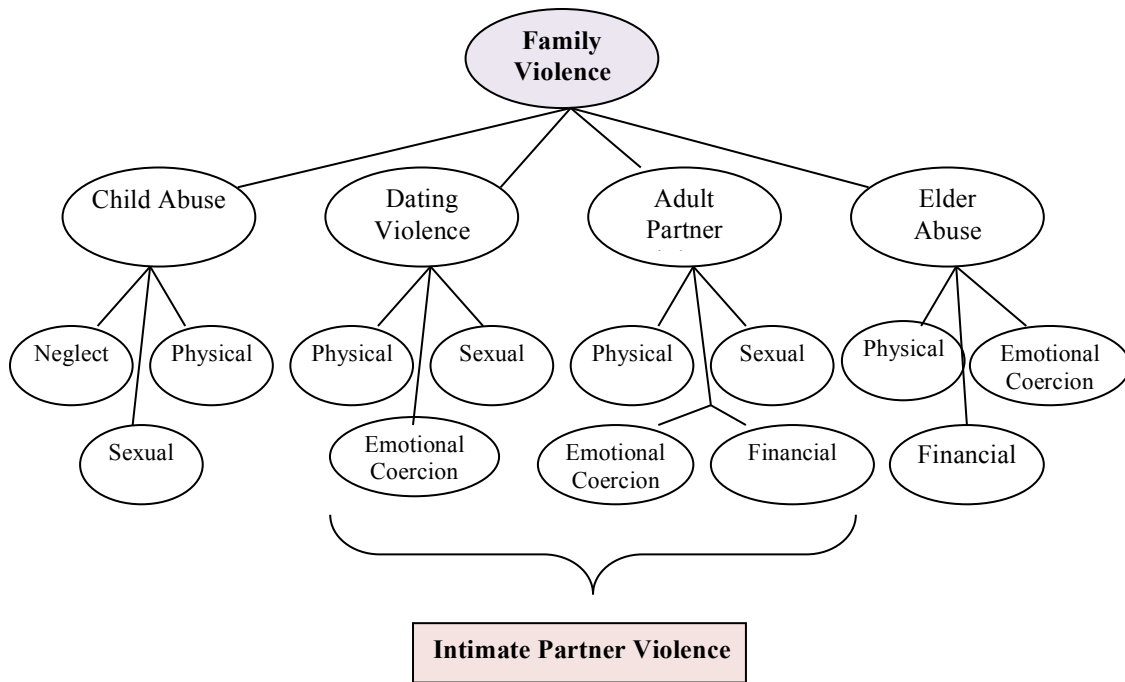 Family
Violence
Child Abuse
Dating
Violence
Adult
Partner
Elder
Abuse
Neglect
Physical
Sexual
Physical
Sexual
Emotional
Coercion
Physical
Sexual
Emotional
Coercion
Financial
Physical
Emotional
Coercion
Financial
Intimate Partner Violence